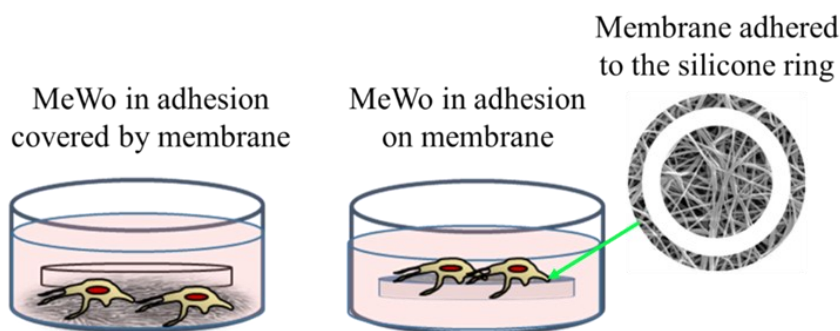 Membrane adhered
to the silicone ring
MeWo in adhesion
covered by membrane
MeWo in adhesion
on membrane